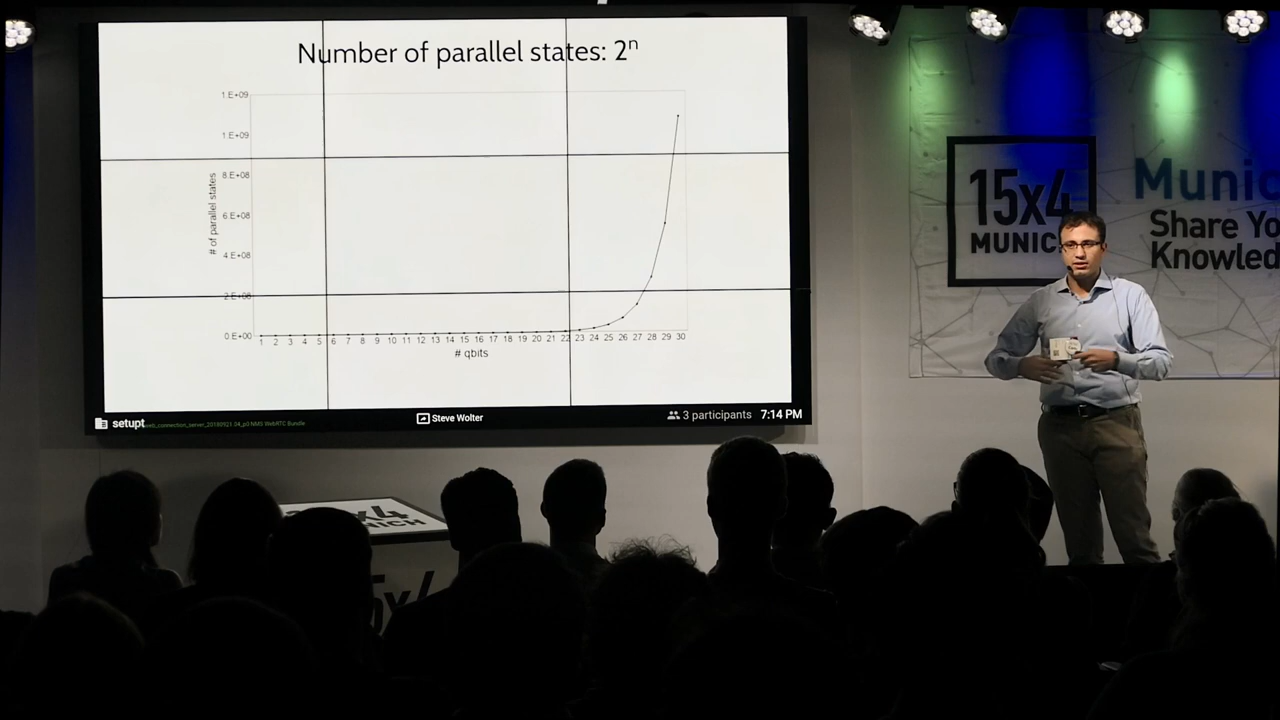 Number of parallel states: 2ⁿ
1.E+09
1.E+09
8.E+08
6.E+08
4.E+08
2.E+08
0.E+00
# of parallel states
1 2 3 4 5 6 7 8 9 10 11 12 13 14 15 16 17 18 19 20 21 22 23 24 25 26 27 28 29 30
# qbits
setupt
Steve Wolter
3 participants 7:14 PM
15x4
MUNIC
Munic
Share Yo
Knowled
15x4
MUNICH
5x4